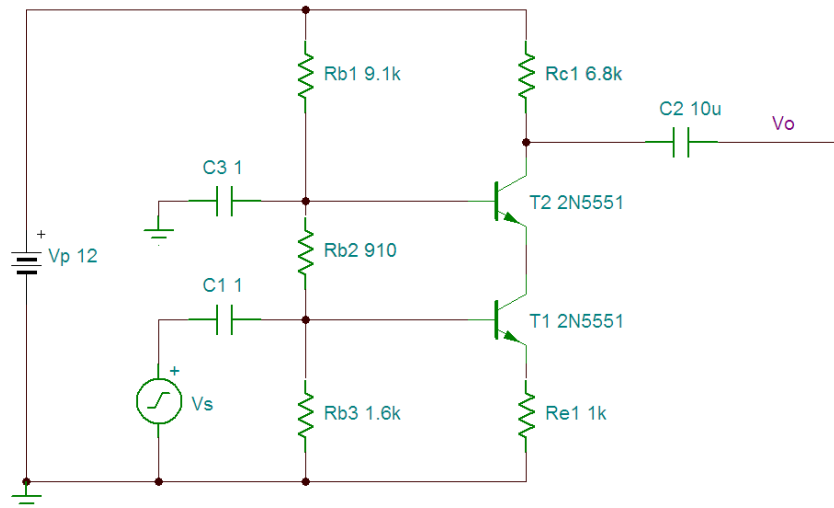 Rb1 9.1k
Rc1 6.8k
C2 10u
Vo
C3 1
T2 2N5551
+
Vp 12
Rb2 910
C1 1
T1 2N5551
+
Vs
Rb3 1.6k
Re1 1k